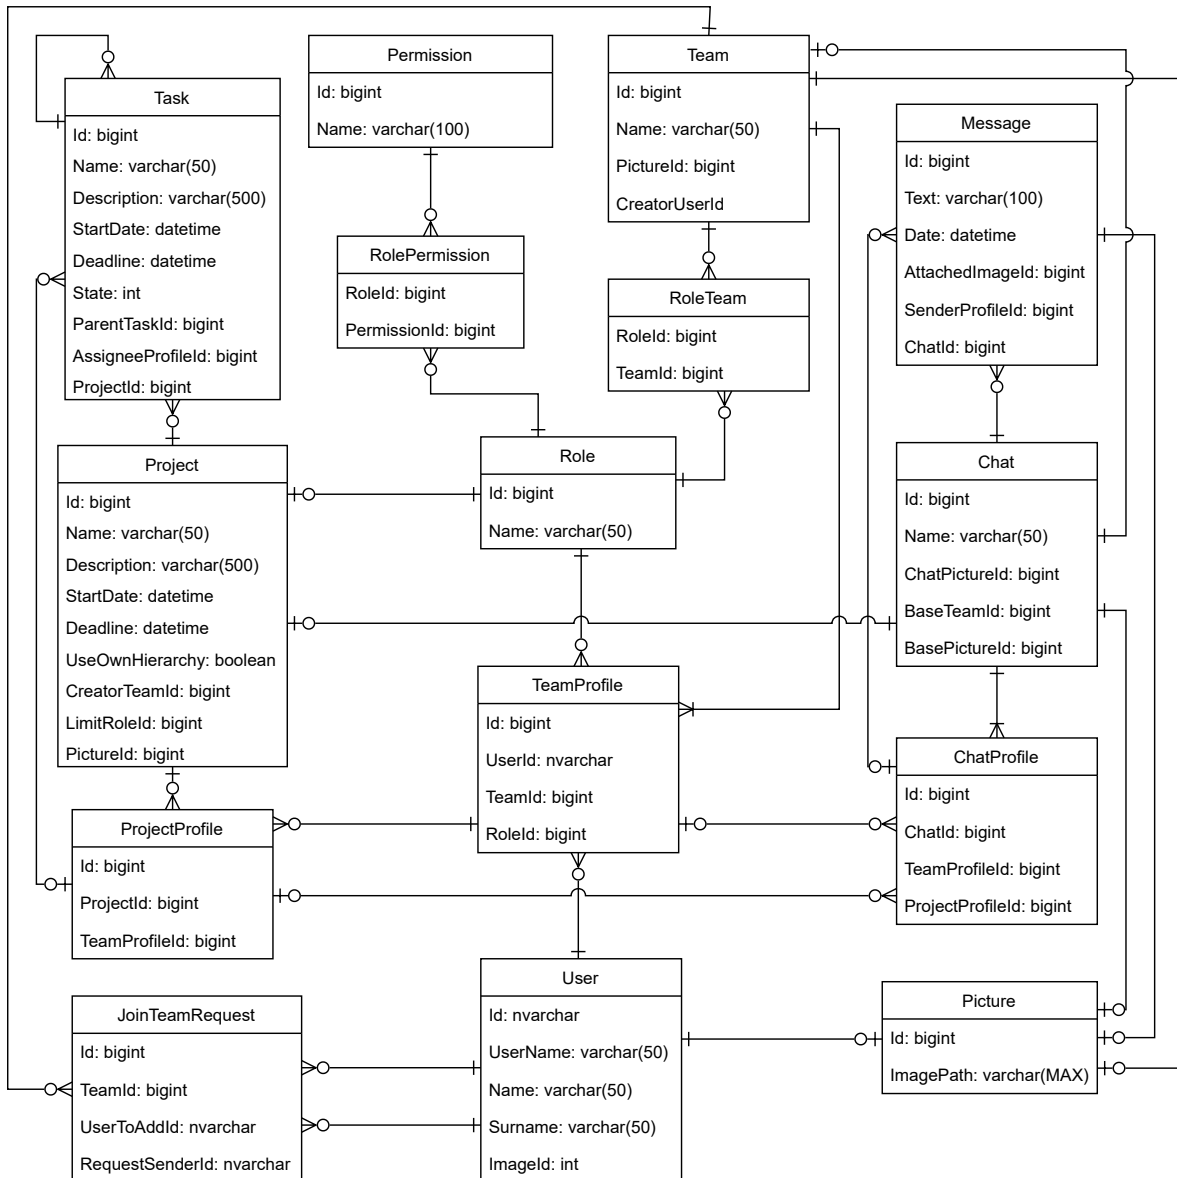 Task
Id: bigint
Name: varchar(50)
Description: varchar(500)
StartDate: datetime
Deadline: datetime
State: int
ParentTaskId: bigint
AssigneeProfileId: bigint
ProjectId: bigint
Permission
Id: bigint
Name: varchar(100)
Team
Id: bigint
Name: varchar(50)
PictureId: bigint
CreatorUserId
Message
Id: bigint
Text: varchar(100)
Date: datetime
AttachedImageId: bigint
SenderProfileId: bigint
ChatId: bigint
RolePermission
RoleId: bigint
PermissionId: bigint
RoleTeam
RoleId: bigint
TeamId: bigint
Project
Id: bigint
Name: varchar(50)
Description: varchar(500)
StartDate: datetime
Deadline: datetime
UseOwnHierarchy: boolean
CreatorTeamId: bigint
LimitRoleId: bigint
PictureId: bigint
Role
Id: bigint
Name: varchar(50)
Chat
Id: bigint
Name: varchar(50)
ChatPictureId: bigint
BaseTeamId: bigint
BasePictureId: bigint
TeamProfile
Id: bigint
UserId: nvarchar
TeamId: bigint
RoleId: bigint
ChatProfile
Id: bigint
ChatId: bigint
TeamProfileId: bigint
ProjectProfileId: bigint
ProjectProfile
Id: bigint
ProjectId: bigint
TeamProfileId: bigint
JoinTeamRequest
Id: bigint
TeamId: bigint
UserToAddId: nvarchar
RequestSenderId: nvarchar
User
Id: nvarchar
UserName: varchar(50)
Name: varchar(50)
Surname: varchar(50)
ImageId: int
Picture
Id: bigint
ImagePath: varchar(MAX)